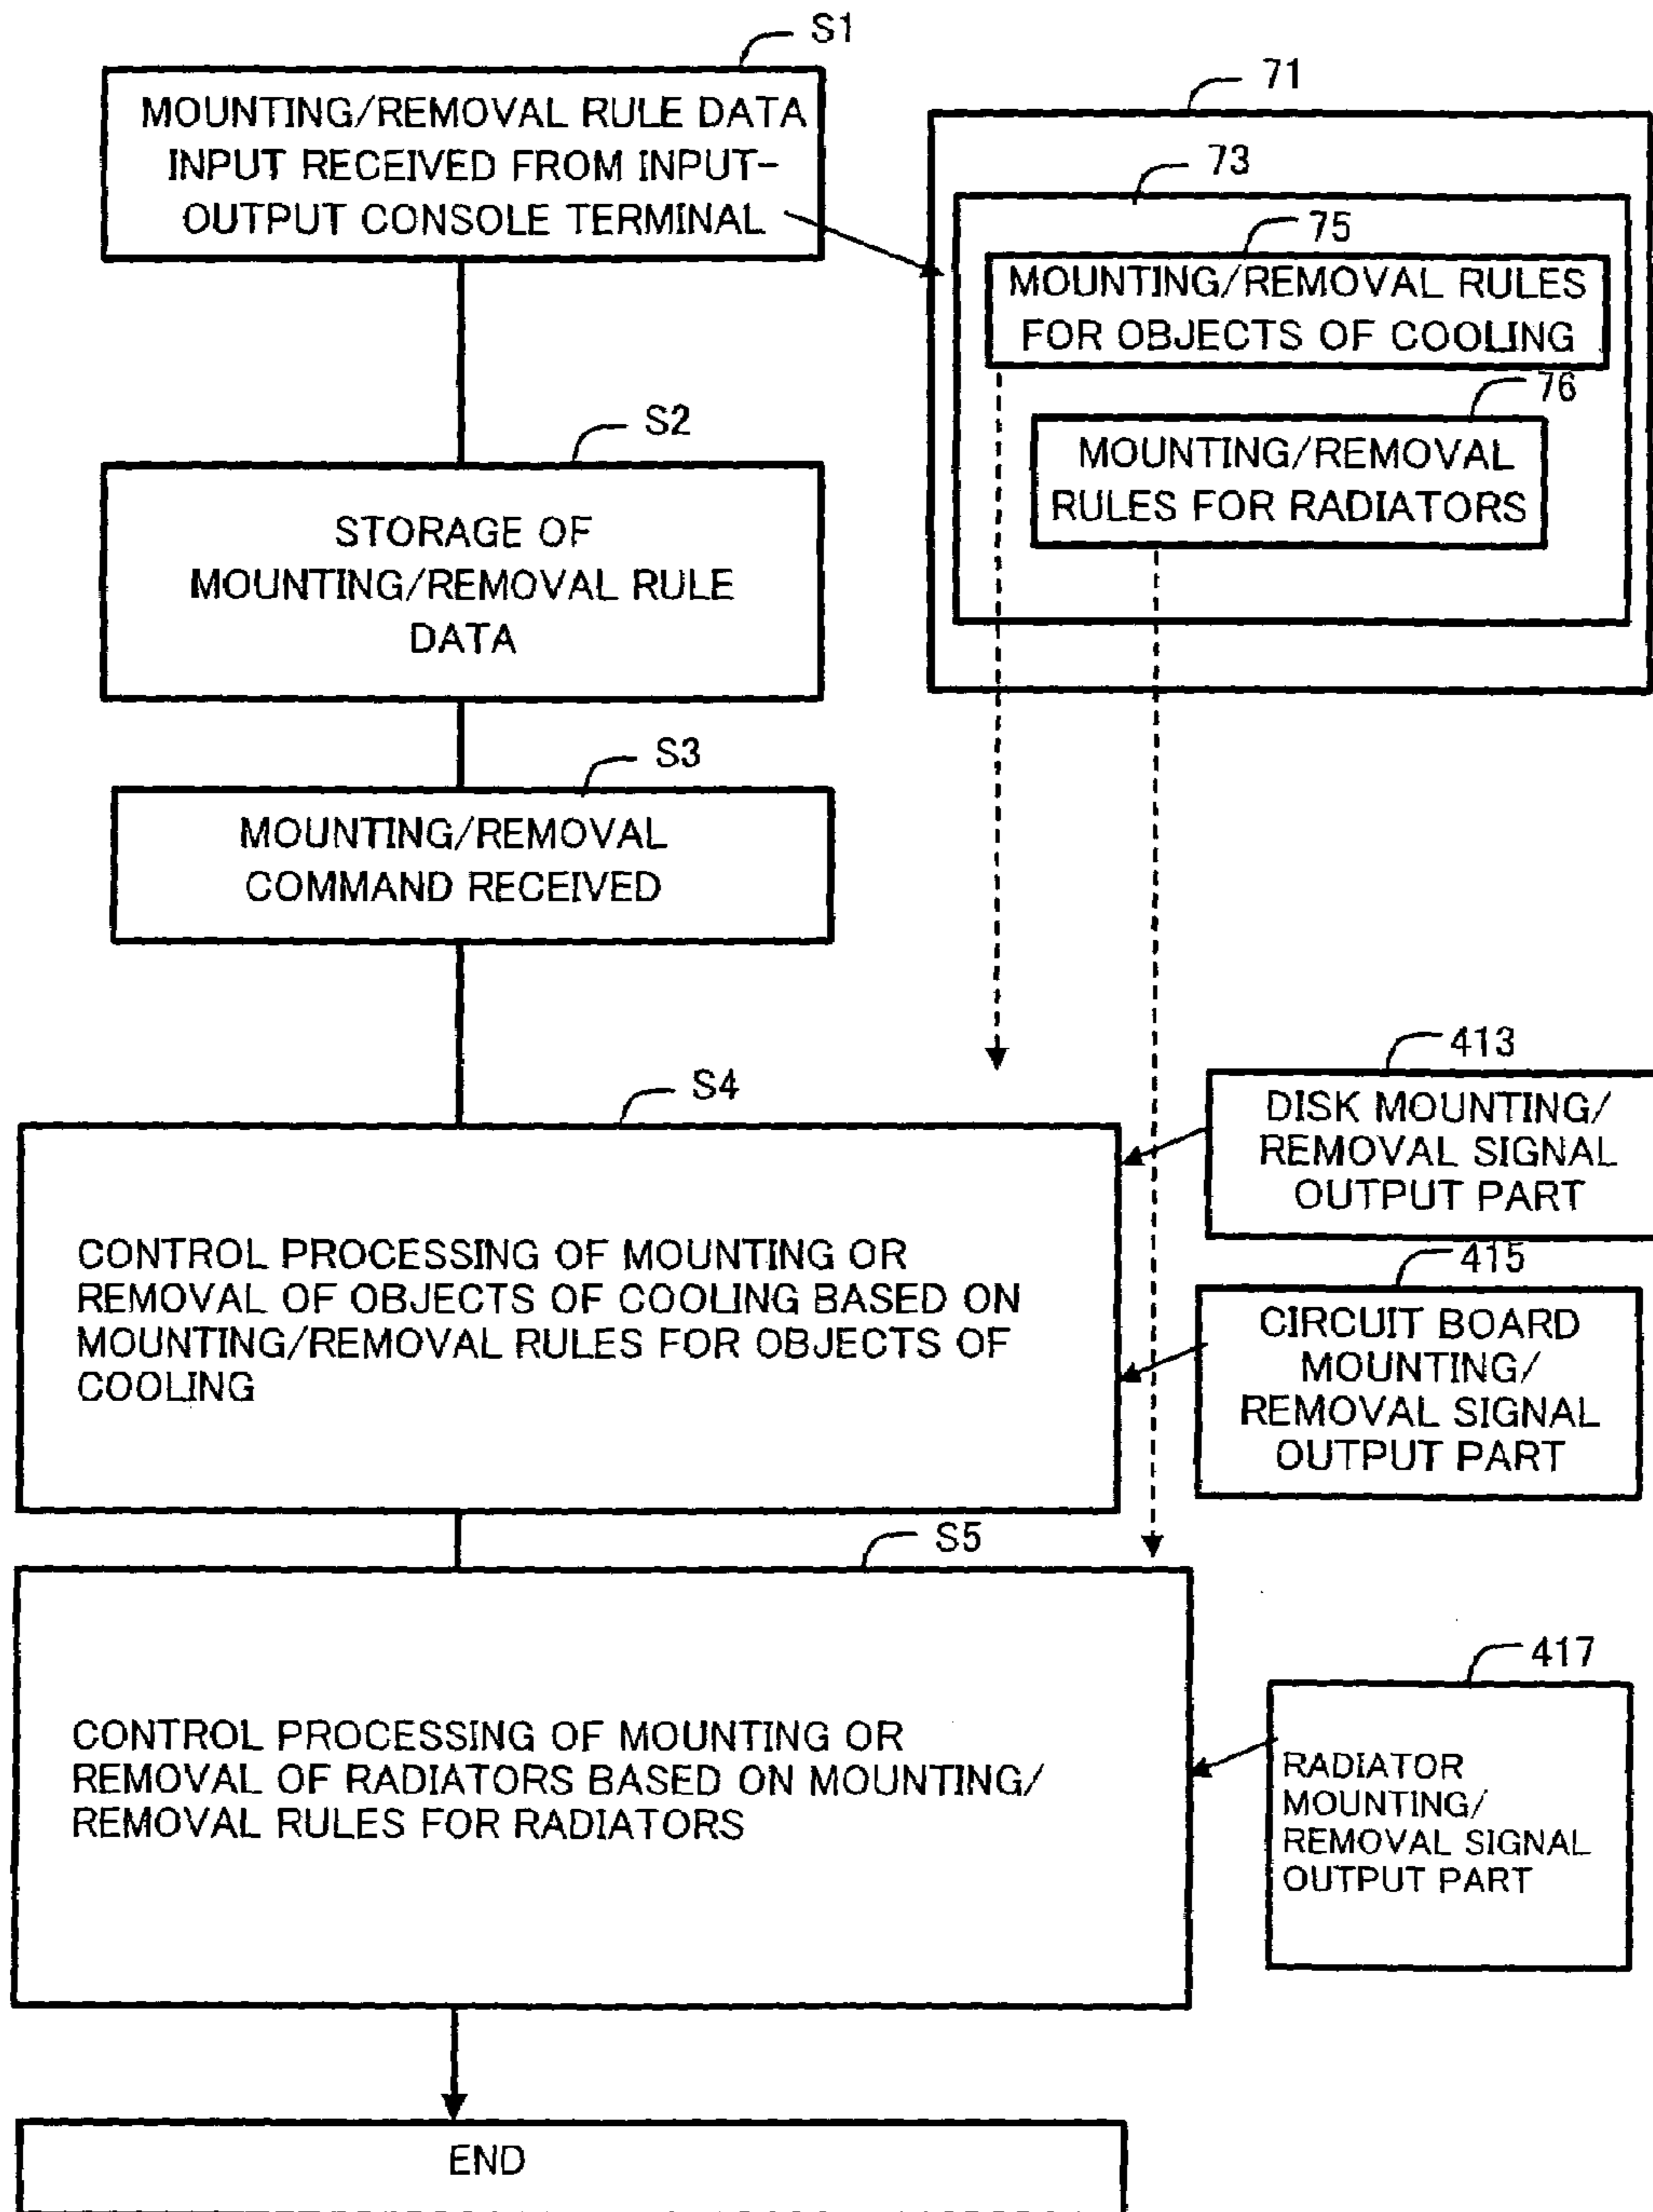 S1
MOUNTING/REMOVAL RULE DATA
INPUT RECEIVED FROM INPUT-
OUTPUT CONSOLE TERMINAL
71
73
75
MOUNTING/REMOVAL RULES
FOR OBJECTS OF COOLING
76
MOUNTING/REMOVAL
RULES FOR RADIATORS
S2
STORAGE OF
MOUNTING/REMOVAL RULE
DATA
S3
MOUNTING/REMOVAL
COMMAND RECEIVED
S4
CONTROL PROCESSING OF MOUNTING OR
REMOVAL OF OBJECTS OF COOLING BASED ON
MOUNTING/REMOVAL RULES FOR OBJECTS OF
COOLING
413
DISK MOUNTING/
REMOVAL SIGNAL
OUTPUT PART
415
CIRCUIT BOARD
MOUNTING/
REMOVAL SIGNAL
OUTPUT PART
S5
CONTROL PROCESSING OF MOUNTING OR
REMOVAL OF RADIATORS BASED ON MOUNTING/
REMOVAL RULES FOR RADIATORS
417
RADIATOR
MOUNTING/
REMOVAL SIGNAL
OUTPUT PART
END